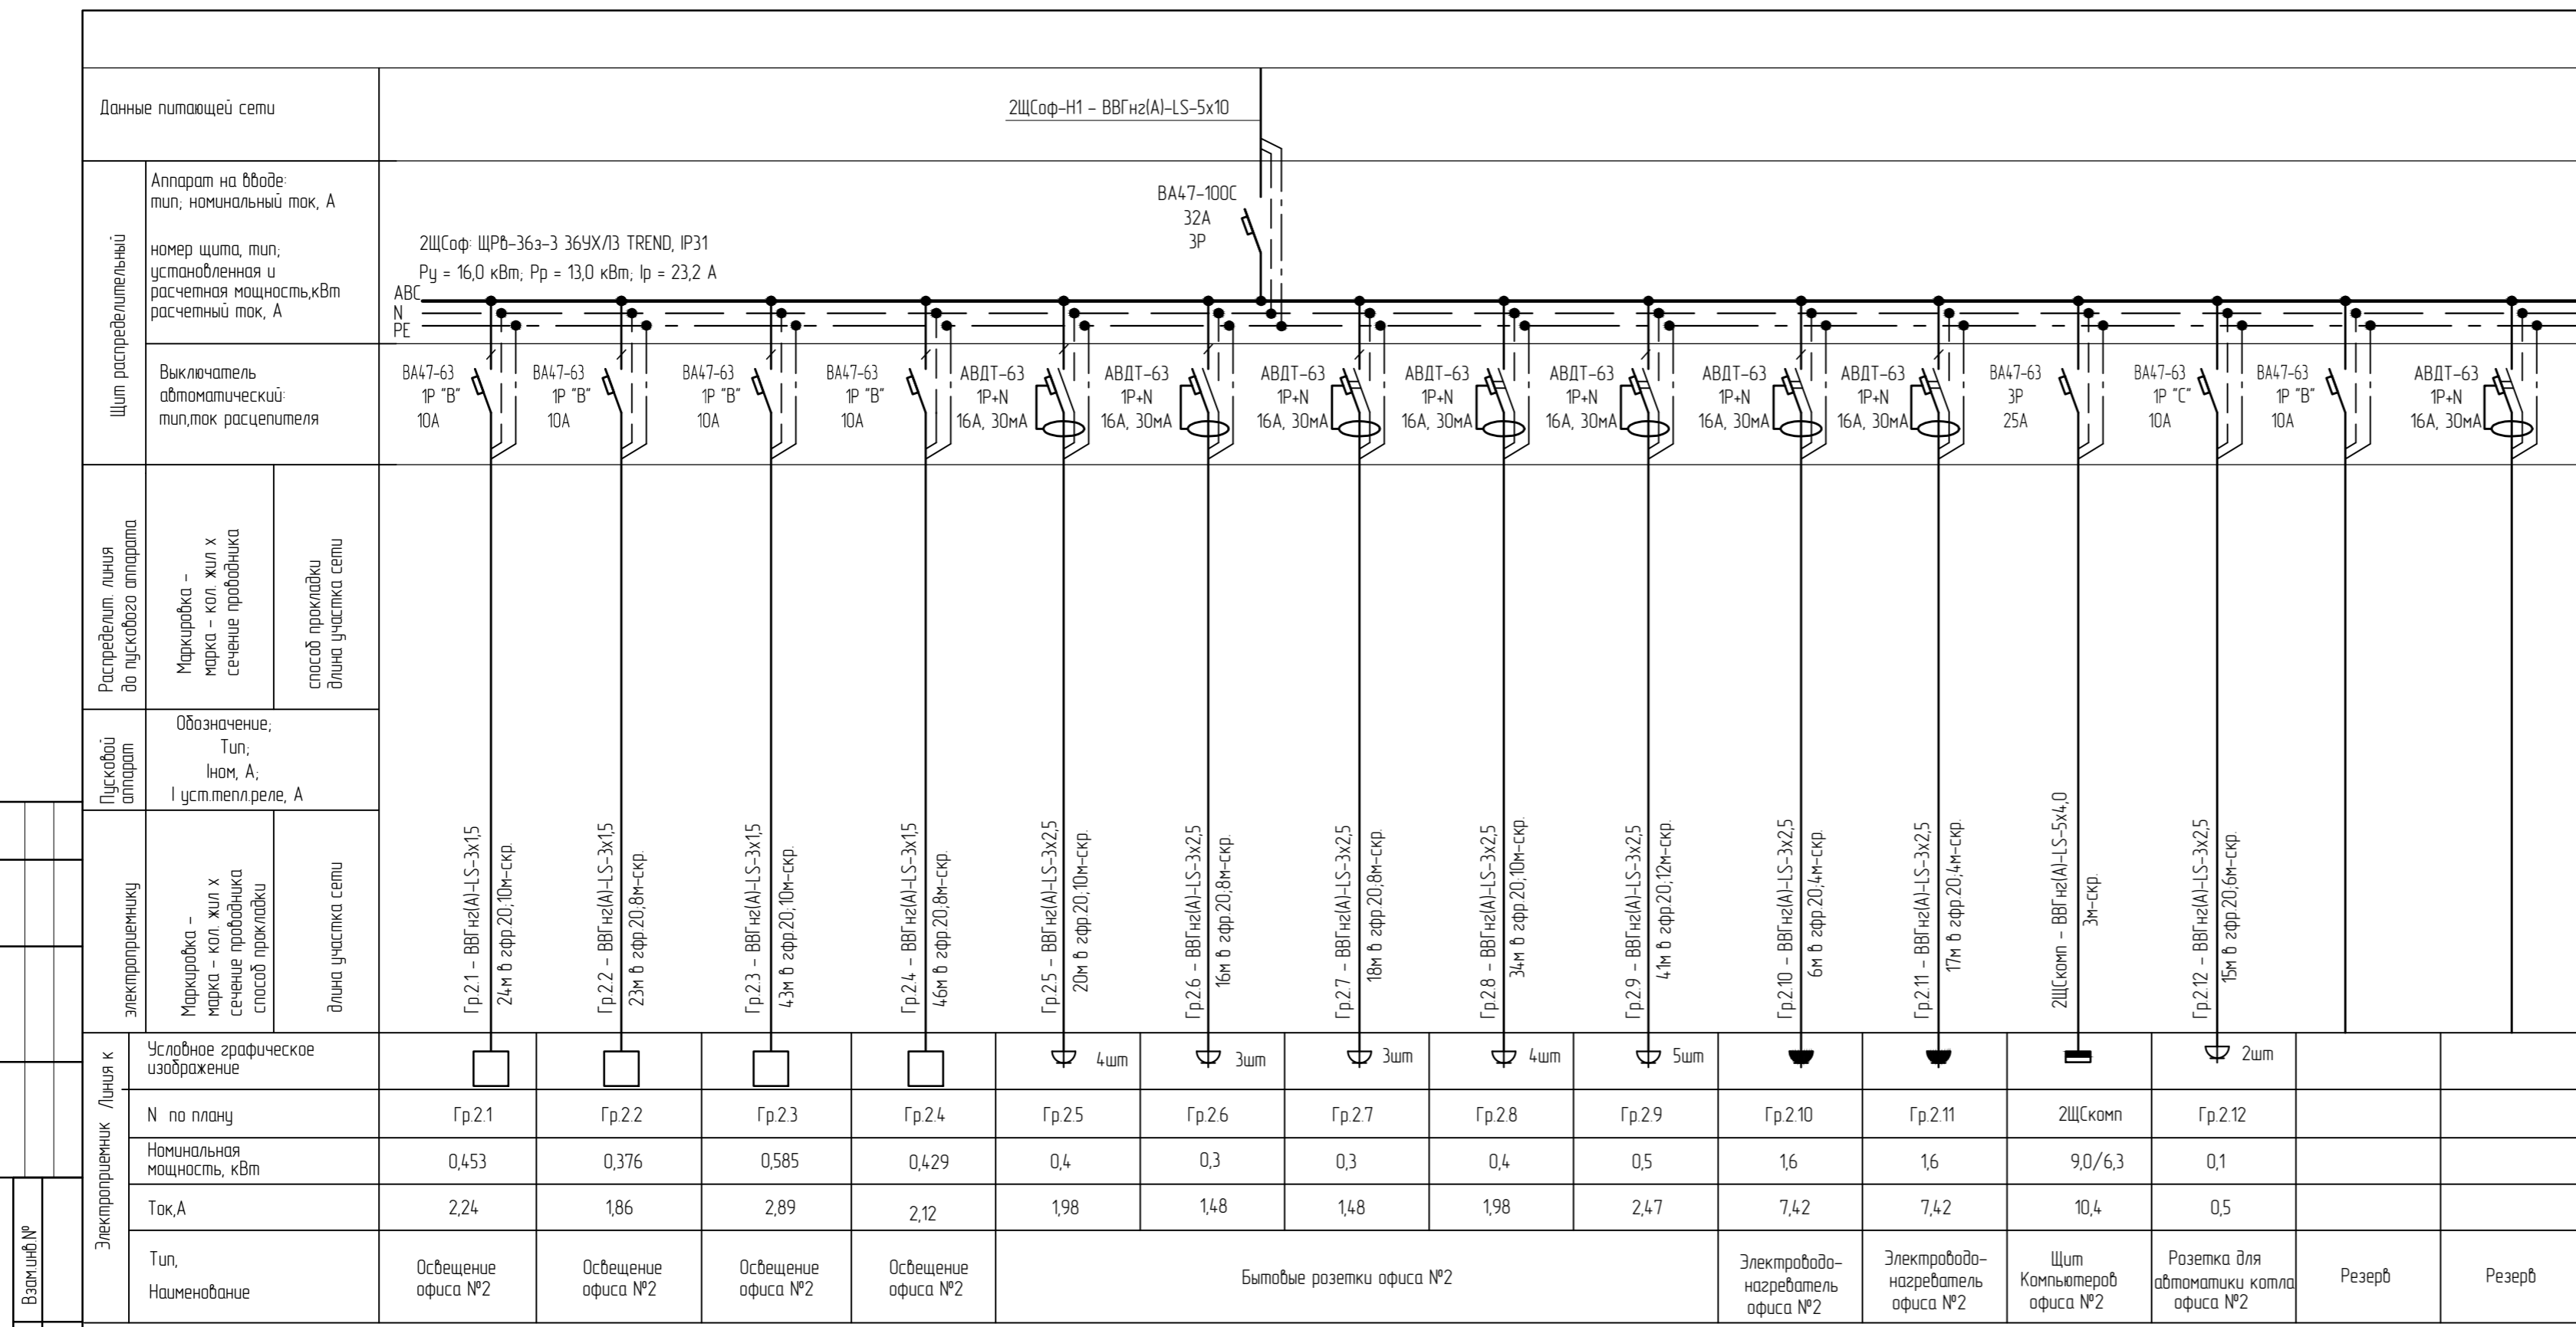 Данные питающей сети
2ЩСоф-Н1 - ВВГнг(А)-LS-5х10
Щит распределительный
Аппарат на вводе:
тип; номинальный ток, А
номер щита, тип;
установленная и
расчетная мощность,кВт
расчетный ток, А
ВА47-100С
32А
3Р
2ЩСоф: ЩРв-36з-3 36УХЛ3 TREND, IP31
Ру = 16,0 кВт; Рр = 13,0 кВт; Iр = 23,2 А
АВС
N
РЕ
Выключатель
автоматический:
тип,ток расцепителя
ВА47-63
1Р "В"
10А
ВА47-63
1Р "В"
10А
ВА47-63
1Р "В"
10А
ВА47-63
1Р "В"
10А
АВДТ-63
1Р+N
16А, 30мА
АВДТ-63
1Р+N
16А, 30мА
АВДТ-63
1Р+N
16А, 30мА
АВДТ-63
1Р+N
16А, 30мА
АВДТ-63
1Р+N
16А, 30мА
АВДТ-63
1Р+N
16А, 30мА
АВДТ-63
1Р+N
16А, 30мА
ВА47-63
3Р
25А
ВА47-63
1Р "С"
10А
ВА47-63
1Р "В"
10А
АВДТ-63
1Р+N
16А, 30мА
Распределит. линия
до пускового аппарата
Маркировка -
марка - кол. жил х
сечение проводника
способ прокладки
длина участка сети
Пусковой
аппарат
Обозначение;
Тип;
Iном, А;
I уст.тепл.реле, А
Линия к
электроприемнику
Маркировка -
марка - кол. жил х
сечение проводника
способ прокладки
длина участка сети
Гр.2.1 - ВВГнг(А)-LS-3х1,5
24м в гфр.20;10м-скр.
Гр.2.2 - ВВГнг(А)-LS-3х1,5
23м в гфр.20;8м-скр.
Гр.2.3 - ВВГнг(А)-LS-3х1,5
43м в гфр.20;10м-скр.
Гр.2.4 - ВВГнг(А)-LS-3х1,5
46м в гфр.20;8м-скр.
Гр.2.5 - ВВГнг(А)-LS-3х2,5
20м в гфр.20;10м-скр.
Гр.2.6 - ВВГнг(А)-LS-3х2,5
16м в гфр.20;8м-скр.
Гр.2.7 - ВВГнг(А)-LS-3х2,5
18м в гфр.20;8м-скр.
Гр.2.8 - ВВГнг(А)-LS-3х2,5
34м в гфр.20;10м-скр.
Гр.2.9 - ВВГнг(А)-LS-3х2,5
41м в гфр.20;12м-скр.
Гр.2.10 - ВВГнг(А)-LS-3х2,5
6м в гфр.20;4м-скр.
Гр.2.11 - ВВГнг(А)-LS-3х2,5
17м в гфр.20;4м-скр.
2ЩСкомп - ВВГнг(А)-LS-5х4,0
3м-скр.
Гр.2.12 - ВВГнг(А)-LS-3х2,5
15м в гфр.20;6м-скр.
Электроприемник
Условное графическое
изображение
4шт
3шт
3шт
4шт
5шт
2шт
N по плану
Гр.2.1
Гр.2.2
Гр.2.3
Гр.2.4
Гр.2.5
Гр.2.6
Гр.2.7
Гр.2.8
Гр.2.9
Гр.2.10
Гр.2.11
2ЩСкомп
Гр.2.12
Номинальная
мощность, кВт
0,453
0,376
0,585
0,429
0,4
0,3
0,3
0,4
0,5
1,6
1,6
9,0/6,3
0,1
Ток,А
2,24
1,86
2,89
2,12
1,98
1,48
1,48
1,98
2,47
7,42
7,42
10,4
0,5
Тип,
Наименование
Освещение
офиса №2
Освещение
офиса №2
Освещение
офиса №2
Освещение
офиса №2
Бытовые розетки офиса №2
Электроводо-
нагреватель
офиса №2
Электроводо-
нагреватель
офиса №2
Щит
Компьютеров
офиса №2
Розетка для
автоматики котла
офиса №2
Резерв
Резерв
Взам.инв.№